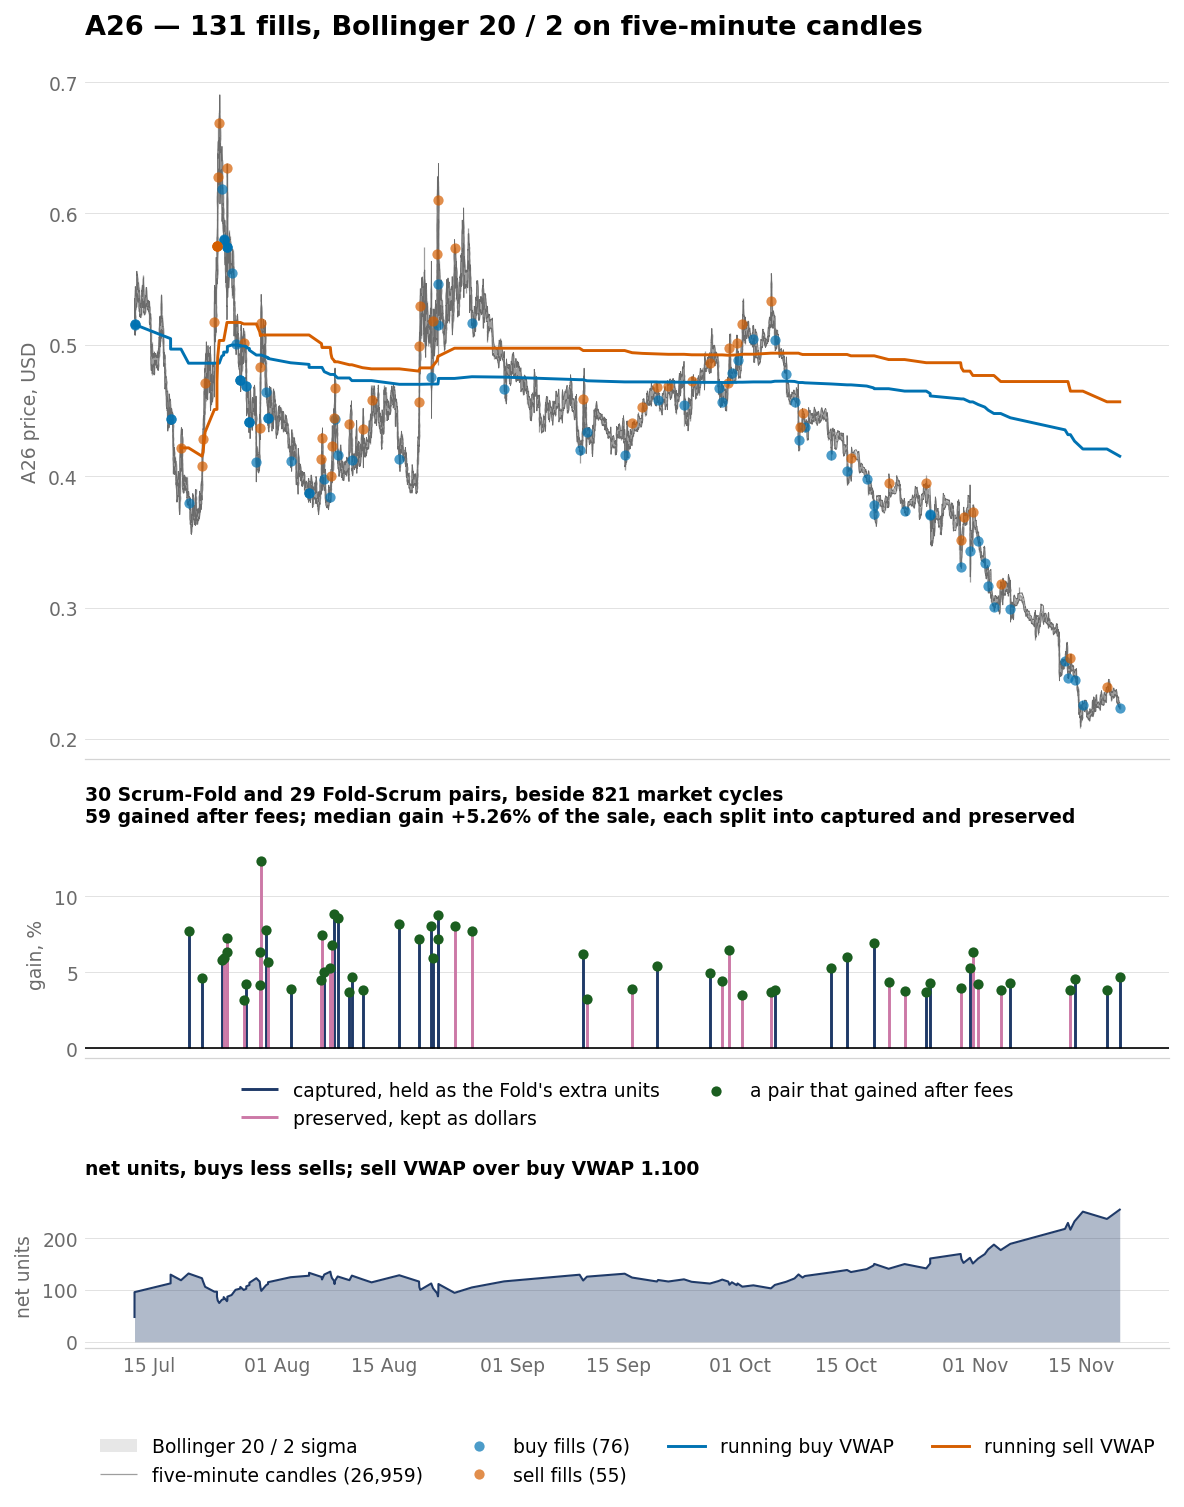 A26 — 131 fills, Bollinger 20 / 2 on five-minute candles
0.7
0.6
0.5
0.4
0.3
0.2
A26 price, USD
30 Scrum-Fold and 29 Fold-Scrum pairs, beside 821 market cycles
59 gained after fees; median gain +5.26% of the sale, each split into captured and preserved
10
5
0
gain, %
captured, held as the Fold's extra units
a pair that gained after fees
preserved, kept as dollars
net units, buys less sells; sell VWAP over buy VWAP 1.100
200
100
0
net units
15 Jul
01 Aug
15 Aug
01 Sep
15 Sep
01 Oct
15 Oct
01 Nov
15 Nov
Bollinger 20 / 2 sigma
buy fills (76)
running buy VWAP
running sell VWAP
five-minute candles (26,959)
sell fills (55)